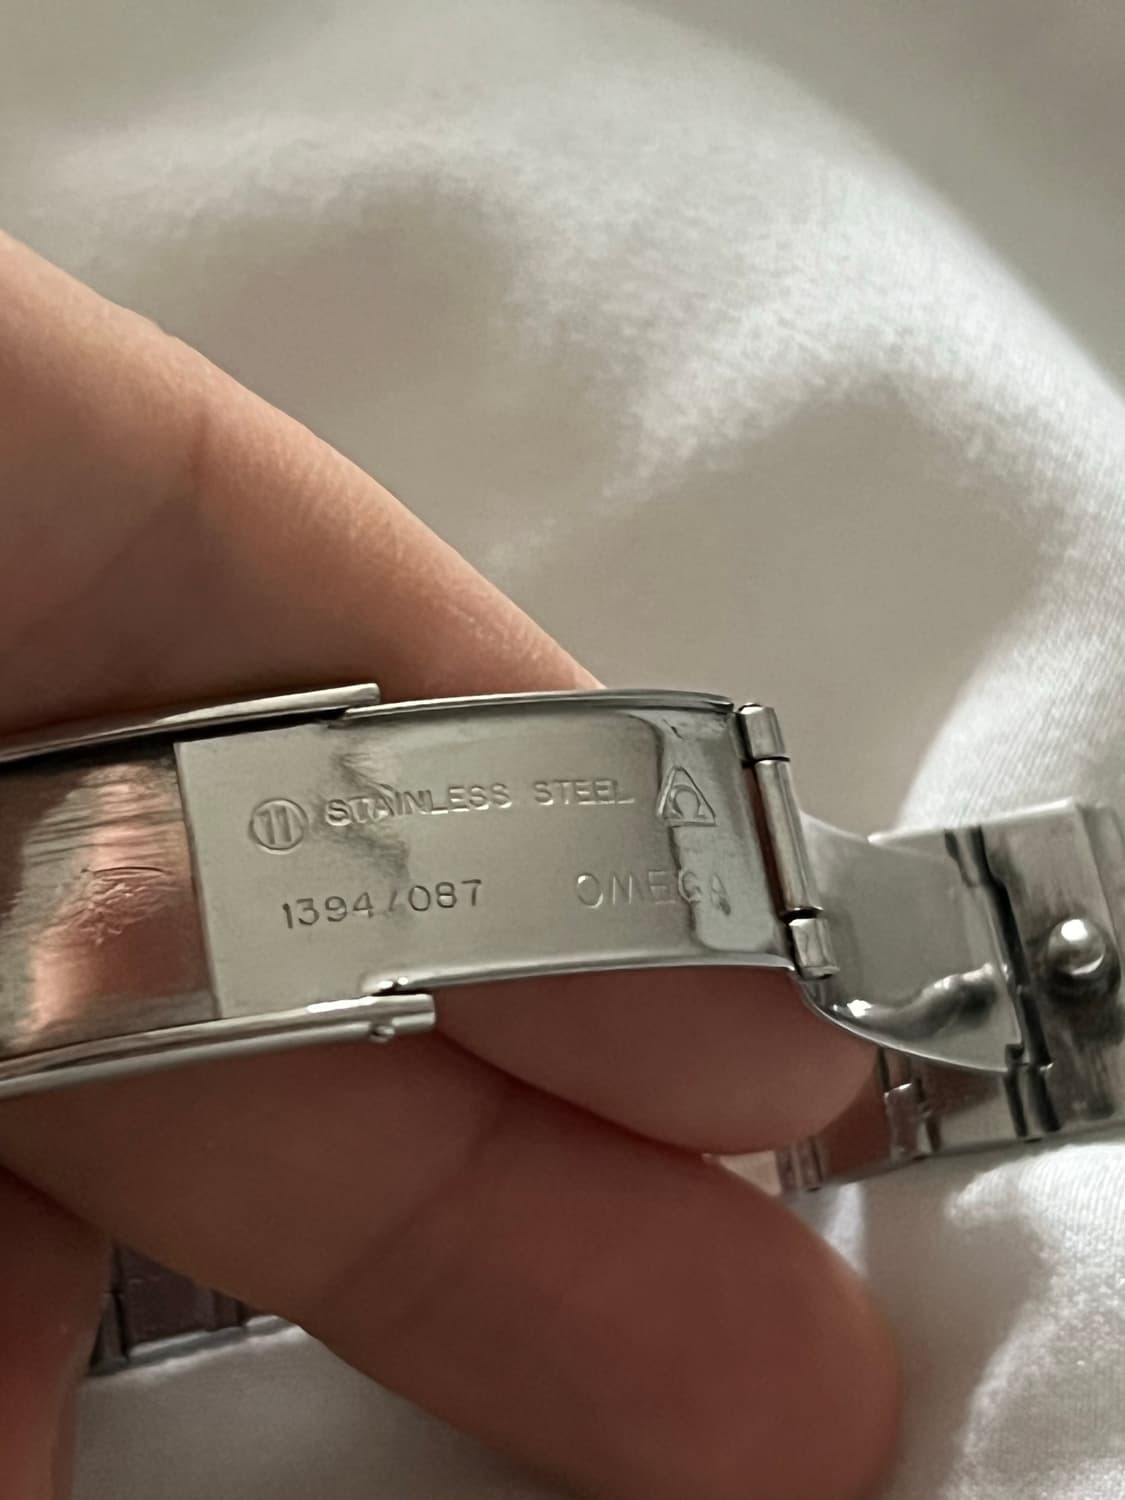 11 STAINLESS STEEL Ω
1394/087 OMEGA